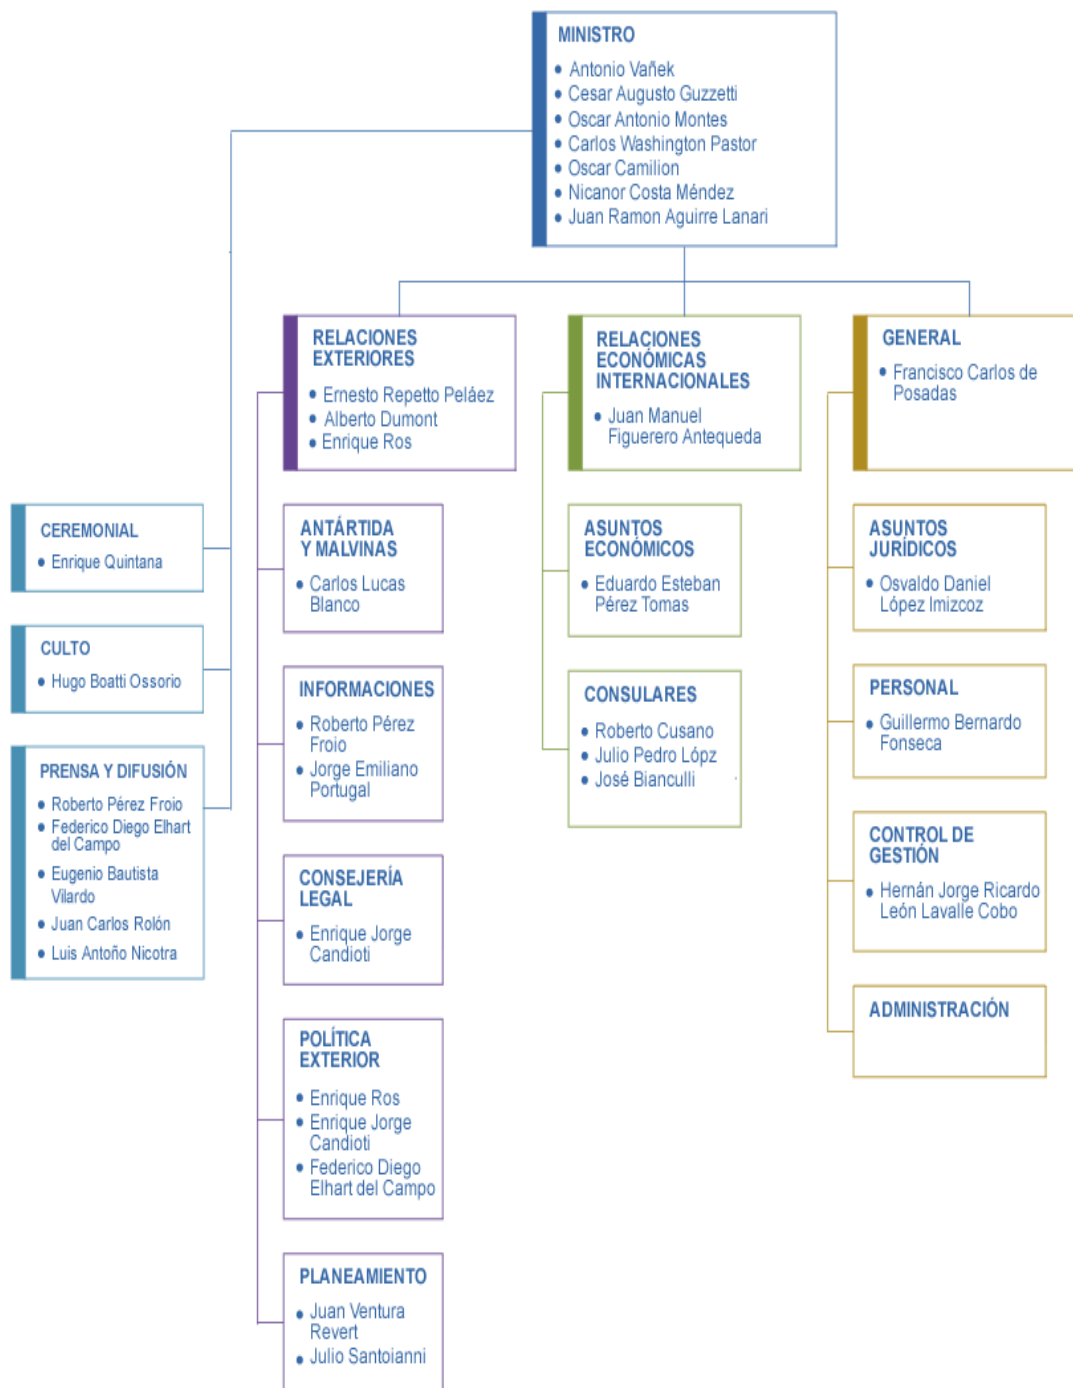 MINISTRO
• Antonio Vañek
• Cesar Augusto Guzzetti
• Oscar Antonio Montes
• Carlos Washington Pastor
• Oscar Camilion
• Nicanor Costa Méndez
• Juan Ramon Aguirre Lanari
RELACIONES
EXTERIORES
• Ernesto Repetto Peláez
• Alberto Dumont
• Enrique Ros
RELACIONES
ECONÓMICAS
INTERNACIONALES
• Juan Manuel
Figuerero Antequeda
GENERAL
• Francisco Carlos de
Posadas
CEREMONIAL
• Enrique Quintana
CULTO
• Hugo Boatti Ossorio
PRENSA Y DIFUSIÓN
• Roberto Pérez Froio
• Federico Diego Elhart
del Campo
• Eugenio Bautista
Vilardo
• Juan Carlos Rolón
• Luis Antoño Nicotra
ANTÁRTIDA
Y MALVINAS
• Carlos Lucas
Blanco
INFORMACIONES
• Roberto Pérez
Froio
• Jorge Emiliano
Portugal
CONSEJERÍA
LEGAL
• Enrique Jorge
Candioti
POLÍTICA
EXTERIOR
• Enrique Ros
• Enrique Jorge
Candioti
• Federico Diego
Elhart del Campo
PLANEAMIENTO
• Juan Ventura
Revert
• Julio Santoianni
ASUNTOS
ECONÓMICOS
• Eduardo Esteban
Pérez Tomas
CONSULARES
• Roberto Cusano
• Julio Pedro Lópz
• José Bianculli
ASUNTOS
JURÍDICOS
• Osvaldo Daniel
López Imizcoz
PERSONAL
• Guillermo Bernardo
Fonseca
CONTROL DE
GESTIÓN
• Hernán Jorge Ricardo
León Lavalle Cobo
ADMINISTRACIÓN